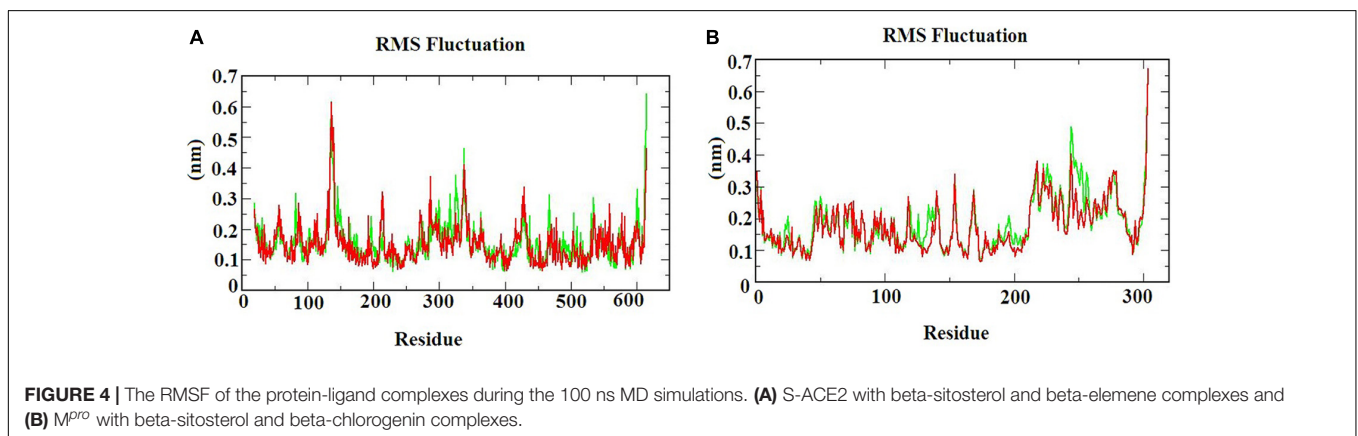 A
RMS Fluctuation
0.7
0.6
0.5
0.4
0.3
0.2
0.1
0
(nm)
0 100 200 300 400 500 600
Residue
B
RMS Fluctuation
0.7
0.6
0.5
0.4
0.3
0.2
0.1
0
(nm)
0 100 200 300
Residue
FIGURE 4 | The RMSF of the protein-ligand complexes during the 100 ns MD simulations. (A) S-ACE2 with beta-sitosterol and beta-elemene complexes and
(B) Mpro with beta-sitosterol and beta-chlorogenin complexes.